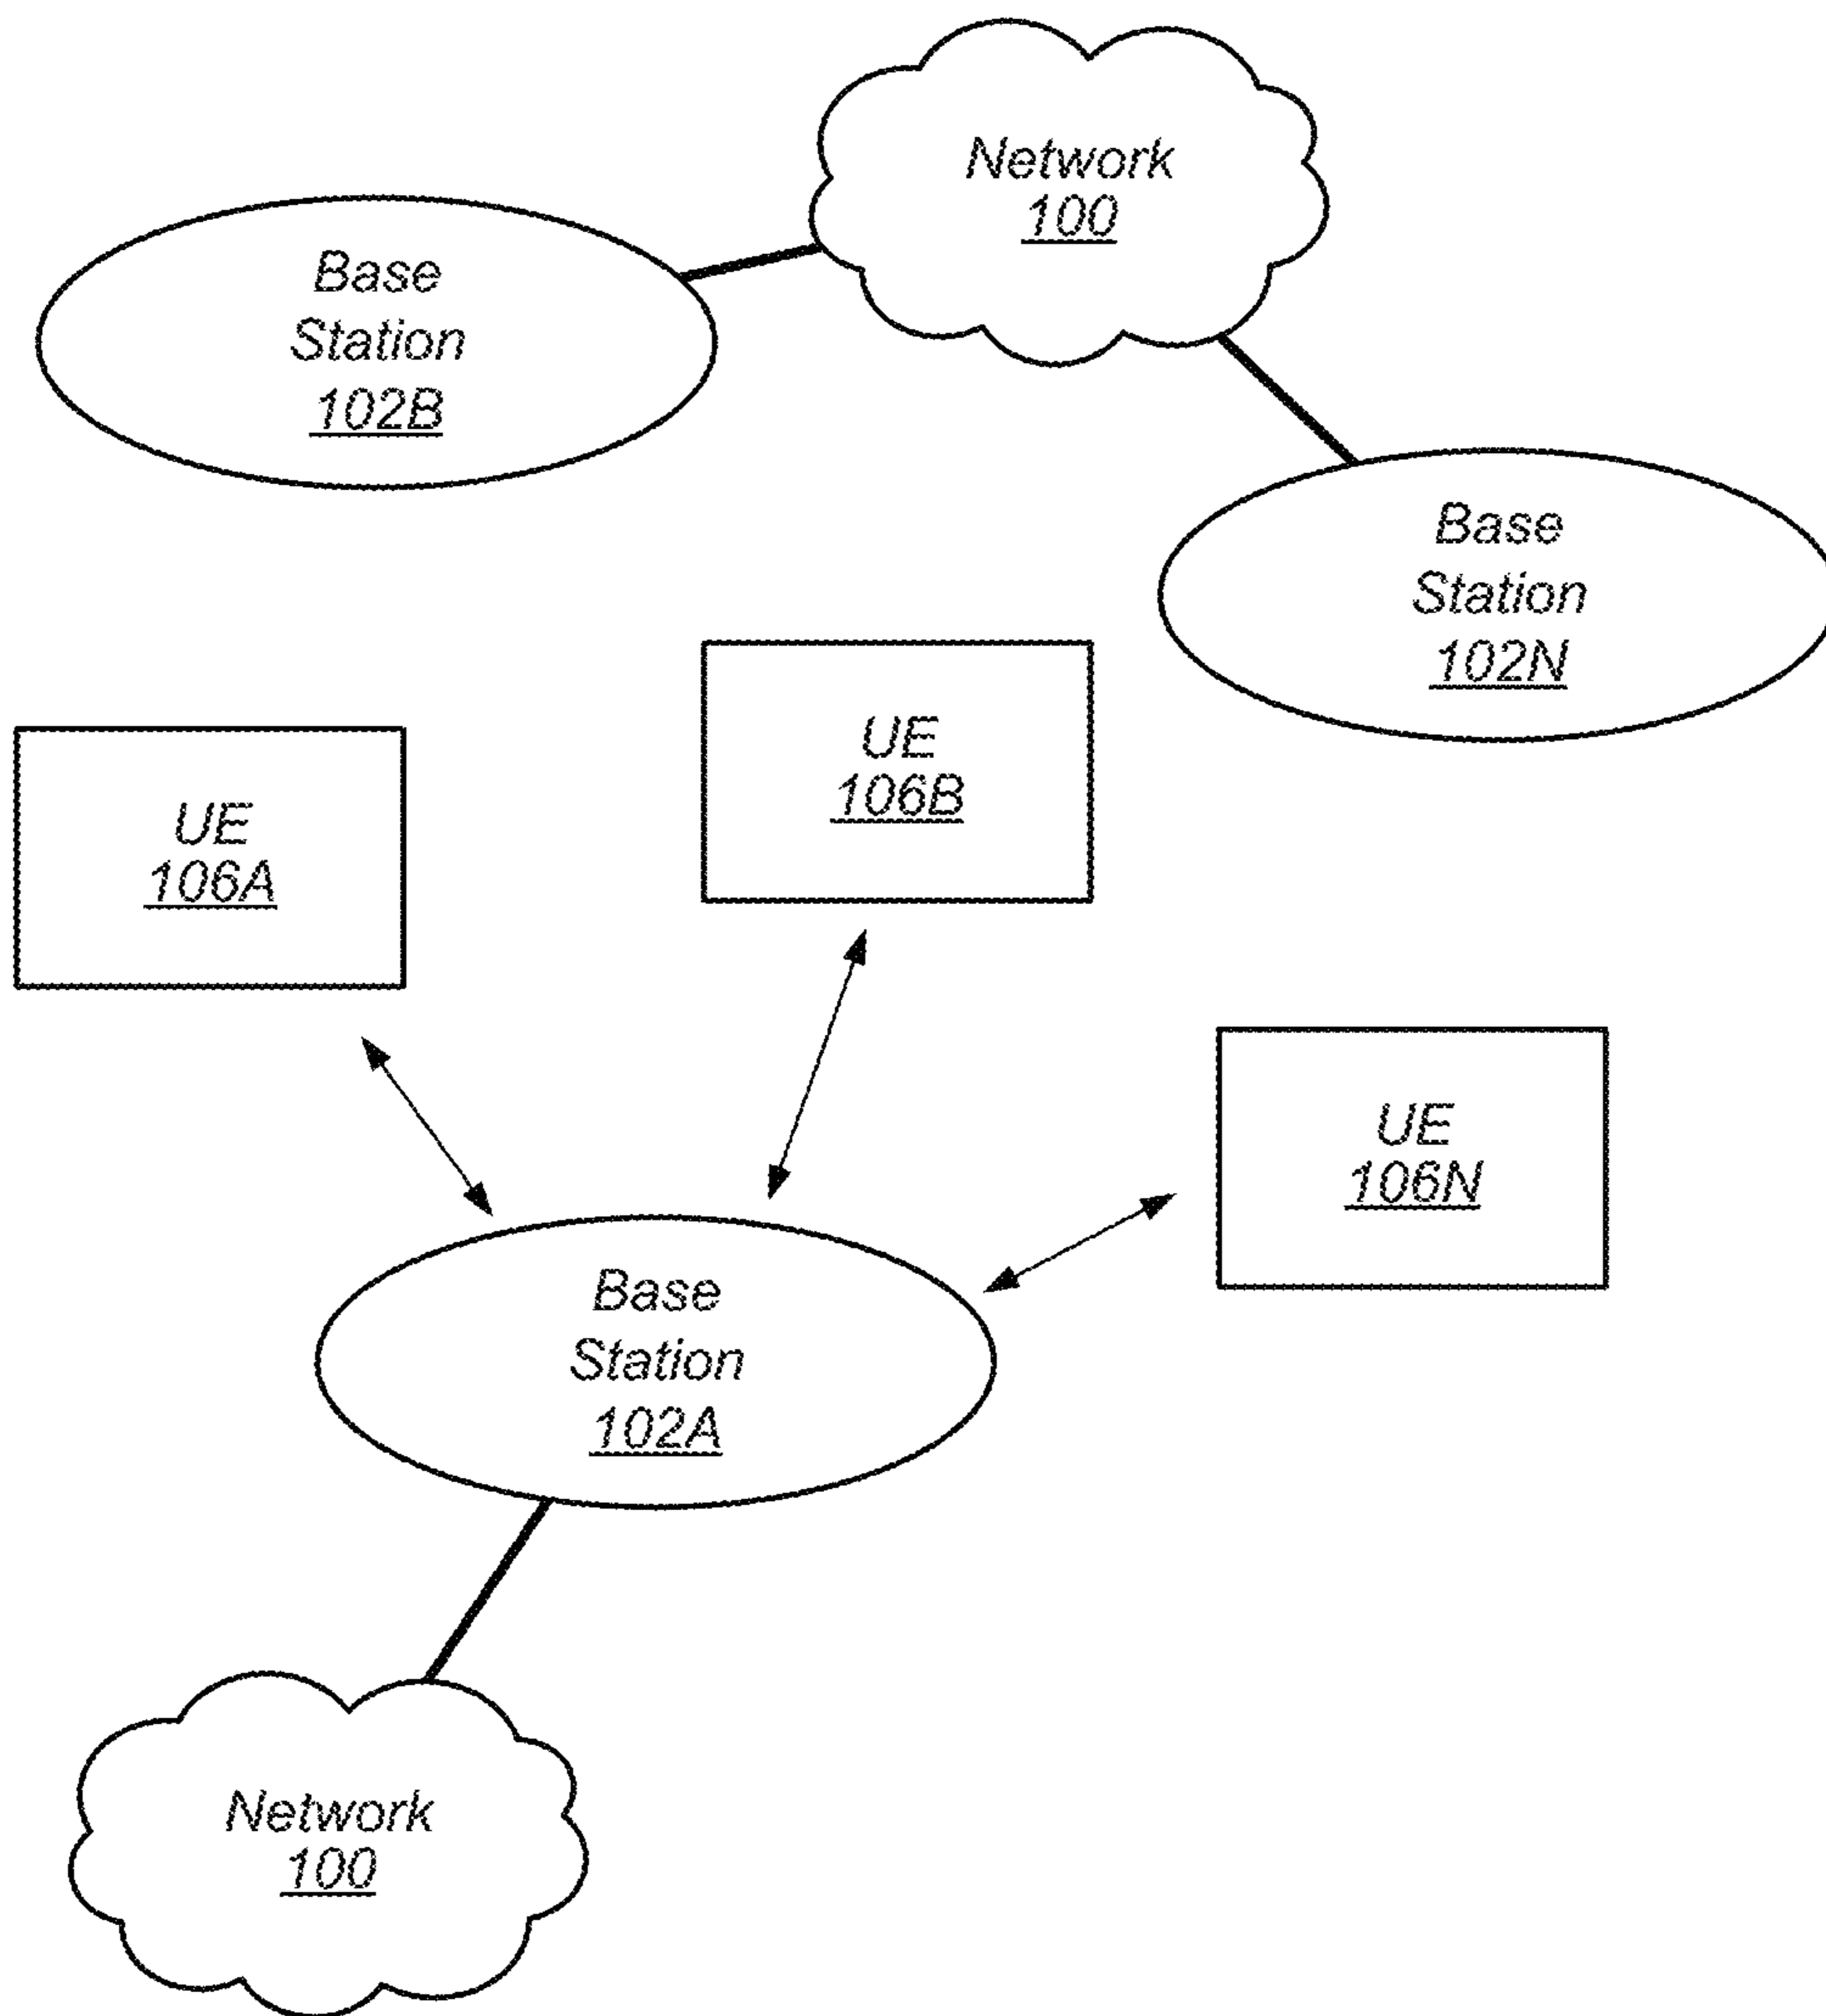 Network
100
Base
Station
102B
Base
Station
102N
UE
106B
UE
106A
UE
106N
Base
Station
102A
Network
100